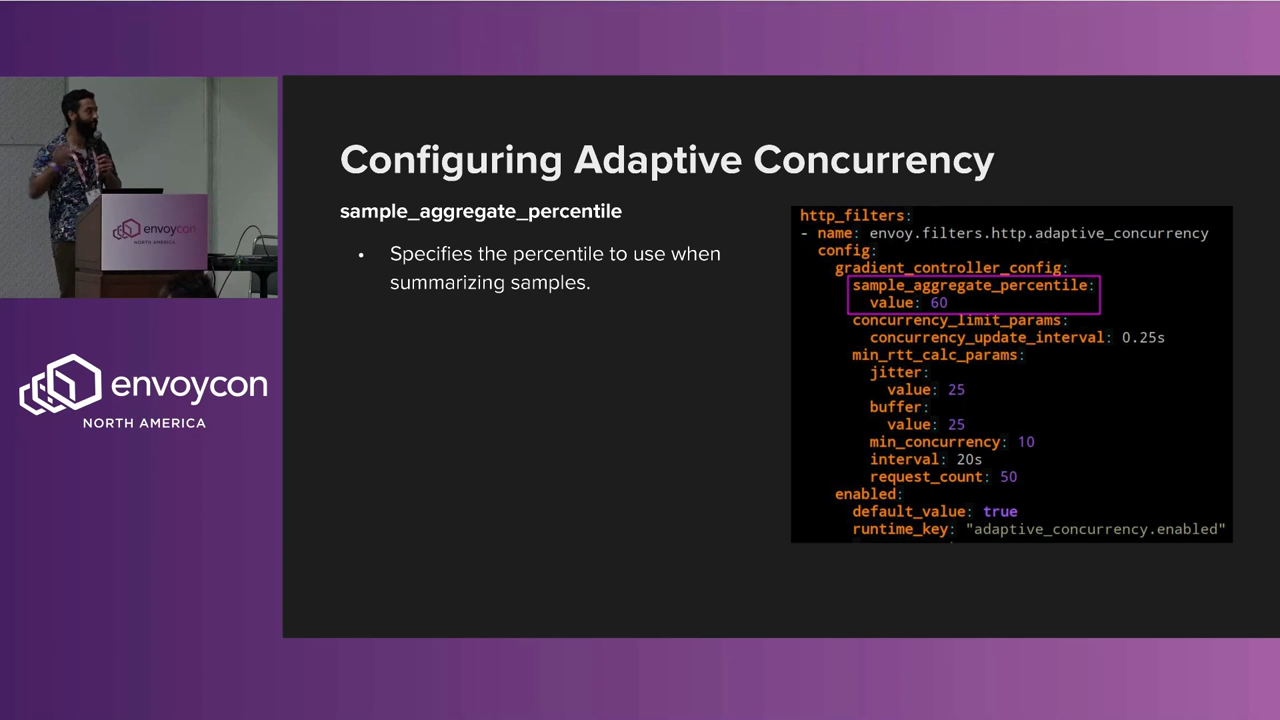 envoycon
NORTH AMERICA
envoycon
NORTH AMERICA
Configuring Adaptive Concurrency
sample_aggregate_percentile
• Specifies the percentile to use when
summarizing samples.
http_filters:
- name: envoy.filters.http.adaptive_concurrency
config:
gradient_controller_config:
sample_aggregate_percentile:
value: 60
concurrency_limit_params:
concurrency_update_interval: 0.25s
min_rtt_calc_params:
jitter:
value: 25
buffer:
value: 25
min_concurrency: 10
interval: 20s
request_count: 50
enabled:
default_value: true
runtime_key: "adaptive_concurrency.enabled"